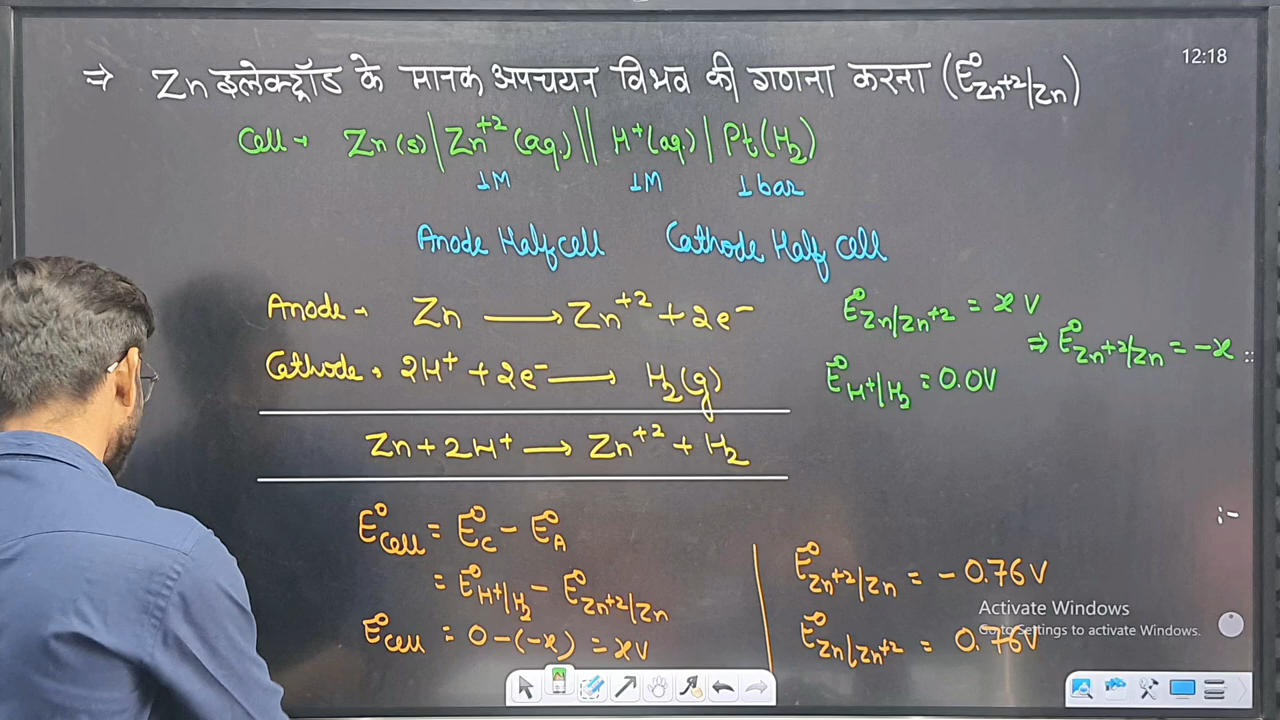 12:18
⇒ Zn इलेक्ट्रॉड के मानक अपचयन विभव की गणना करना (E°Zn+2/Zn)
Cell → Zn(s)|Zn+2(aq.)||H+(aq)|Pt(H2)
1M 1M 1bar
Anode Half cell Cathode Half cell
Anode → Zn ⟶ Zn+2 + 2e− E°Zn/Zn+2 = x V
⇒ E°Zn+2/Zn = -x
Cathode → 2H+ + 2e− ⟶ H2(g) E°H+/H2 = 0.0V
Zn + 2H+ ⟶ Zn+2 + H2
E°cell = E°C − E°A
= E°H+/H2 − E°Zn+2/Zn
E°cell = 0-(-x) = x V
E°Zn+2/Zn = - 0.76V
E°Zn/Zn+2 = 0.76V
Activate Windows
Go to Settings to activate Windows.